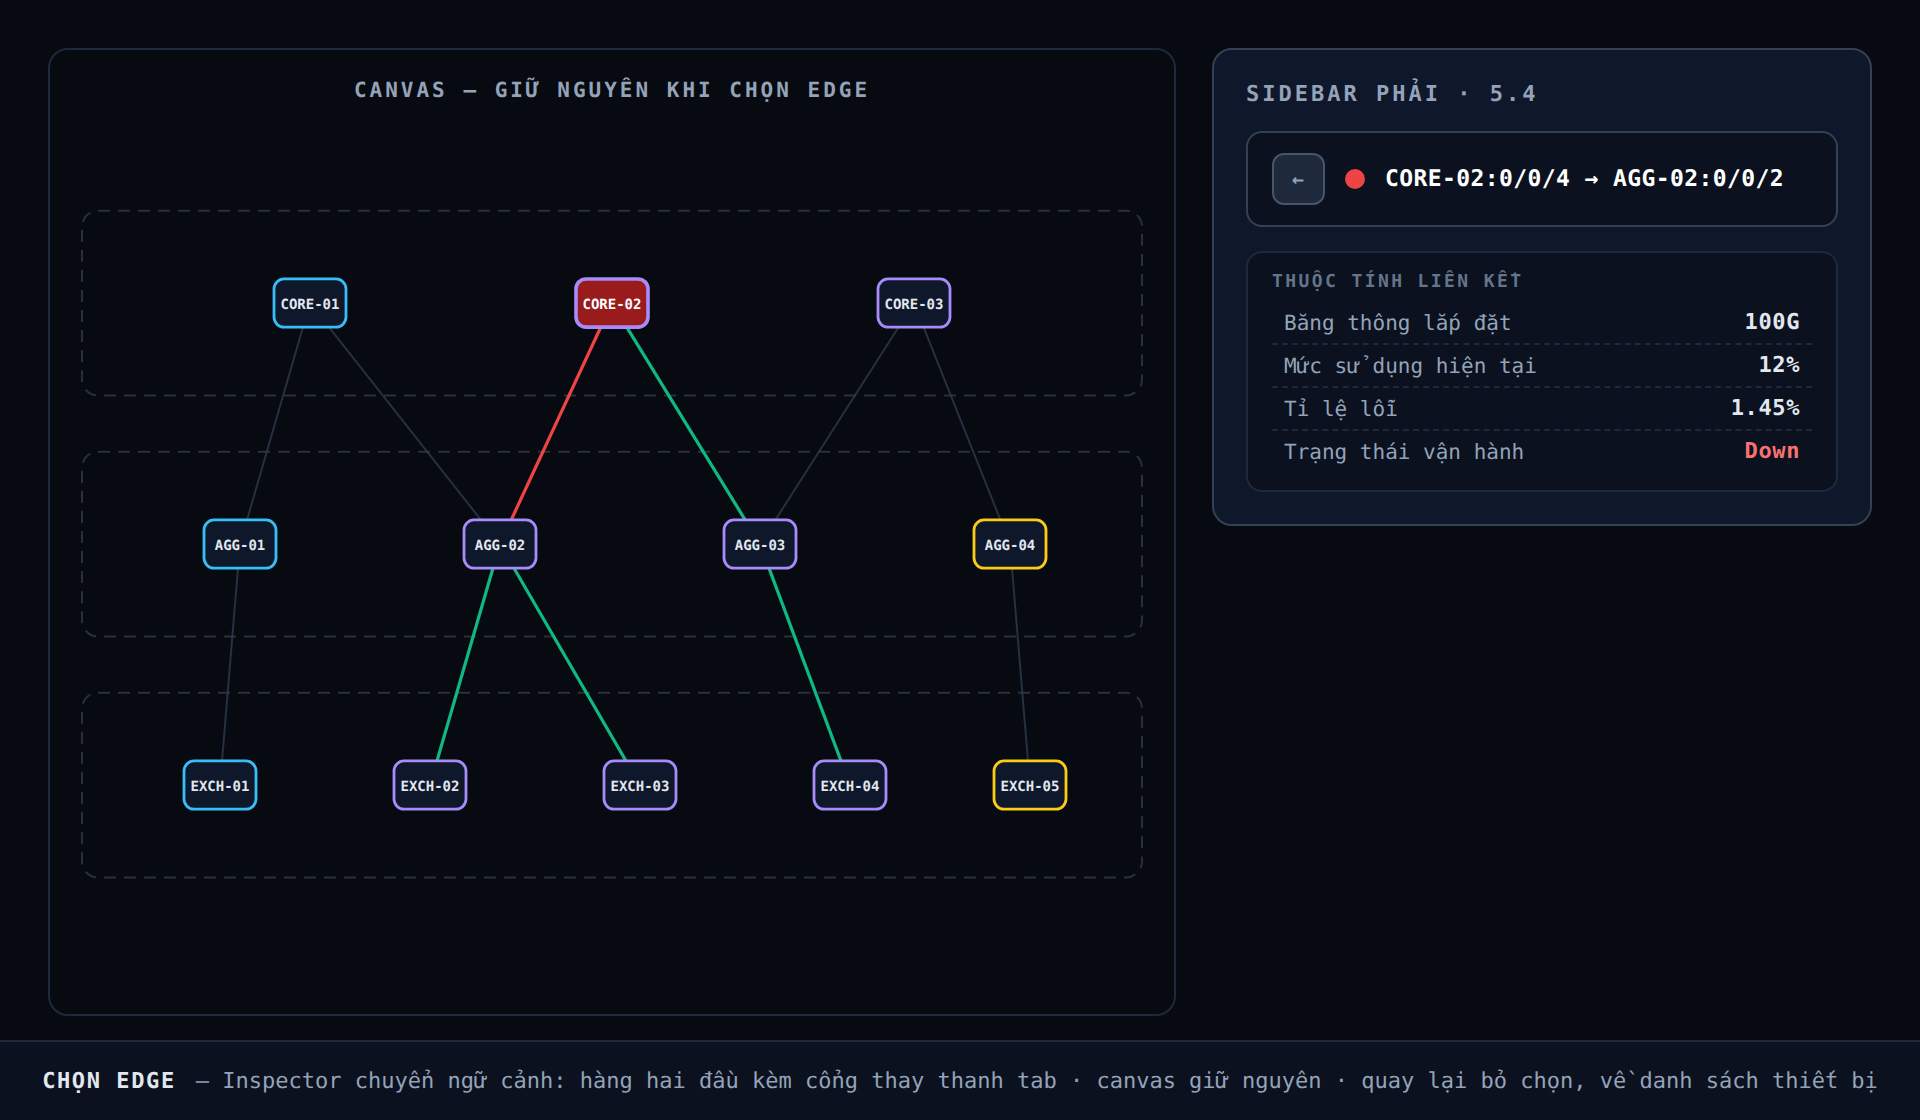 CANVAS — GIỮ NGUYÊN KHI CHỌN EDGE
CORE-01
CORE-02
CORE-03
AGG-01
AGG-02
AGG-03
AGG-04
EXCH-01
EXCH-02
EXCH-03
EXCH-04
EXCH-05
SIDEBAR PHẢI · 5.4
← CORE-02:0/0/4 → AGG-02:0/0/2
THUỘC TÍNH LIÊN KẾT
Băng thông lắp đặt 100G
Mức sử dụng hiện tại 12%
Tỉ lệ lỗi 1.45%
Trạng thái vận hành Down
CHỌN EDGE — Inspector chuyển ngữ cảnh: hàng hai đầu kèm cổng thay thanh tab · canvas giữ nguyên · quay lại bỏ chọn, về danh sách thiết bị